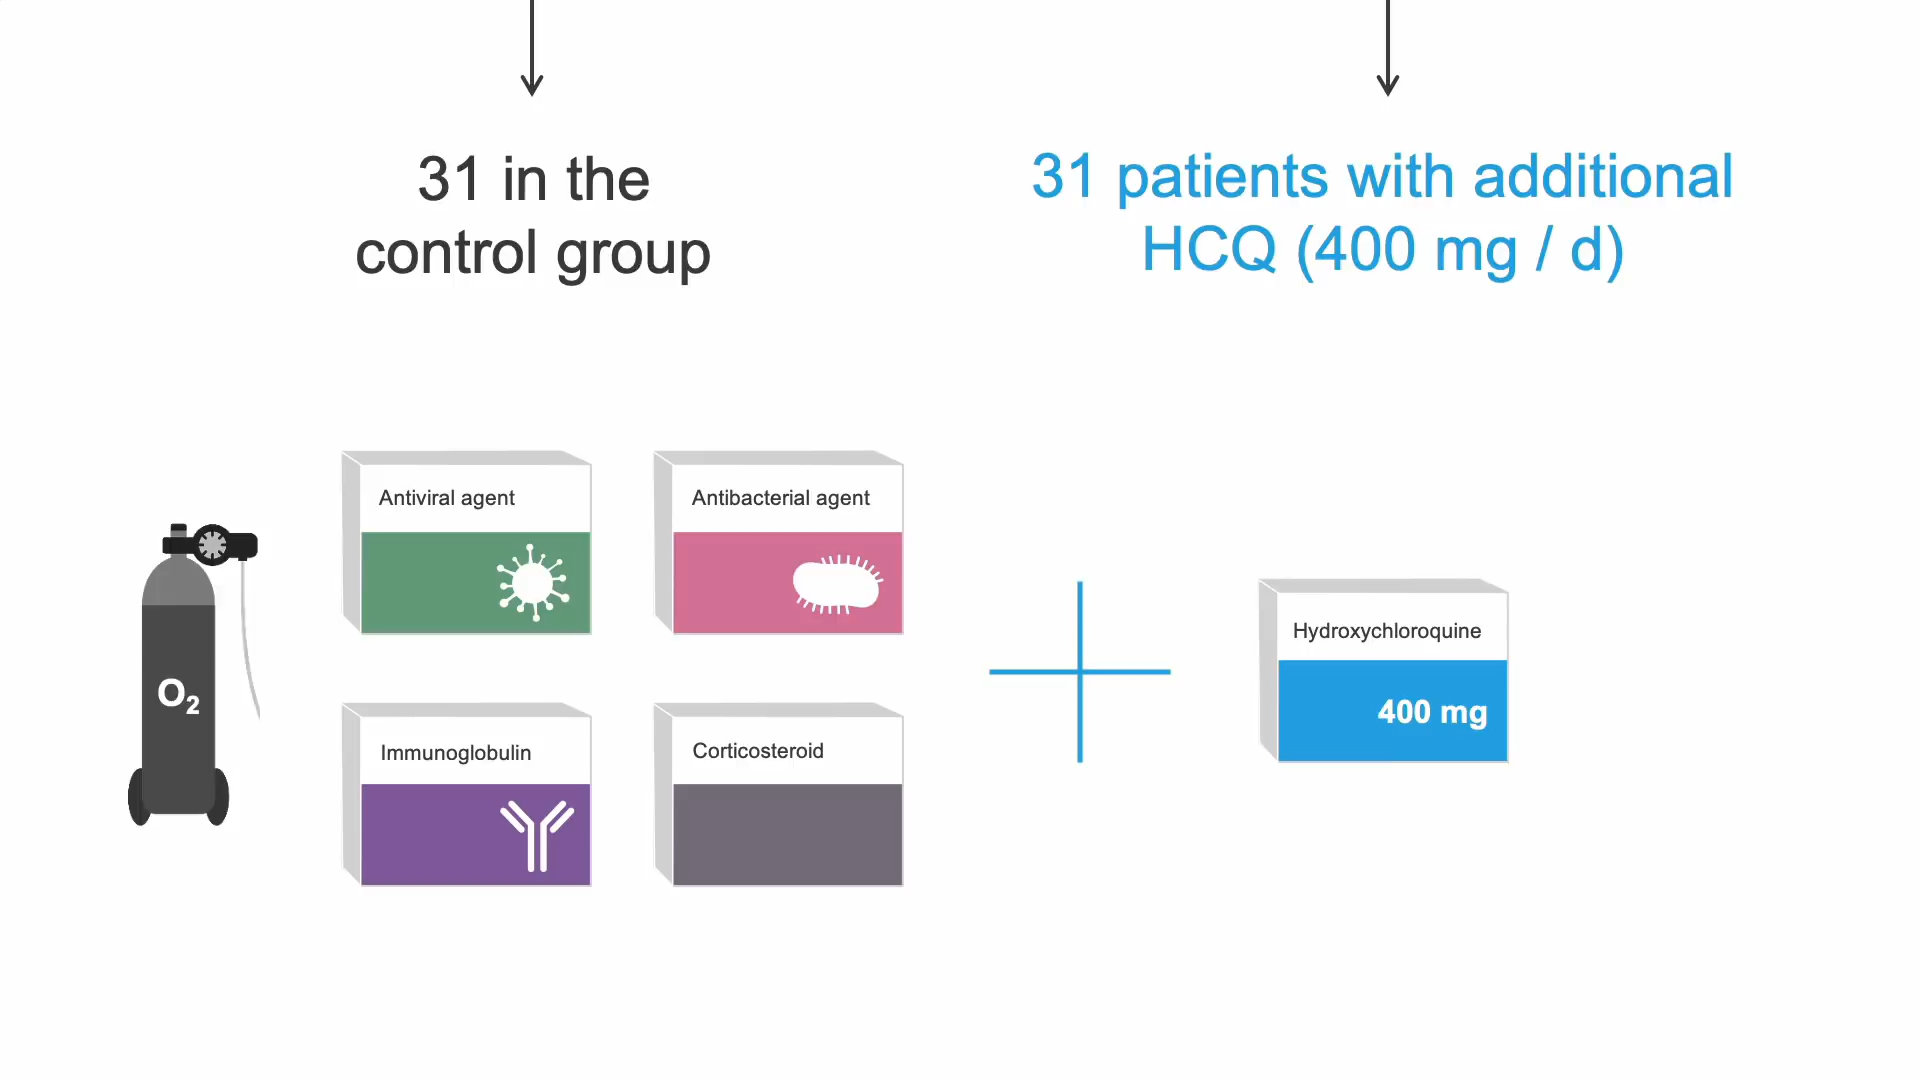 31 in the
control group
31 patients with additional
HCQ (400 mg / d)
Antiviral agent
Antibacterial agent
Hydroxychloroquine
400 mg
O2
Immunoglobulin
Corticosteroid